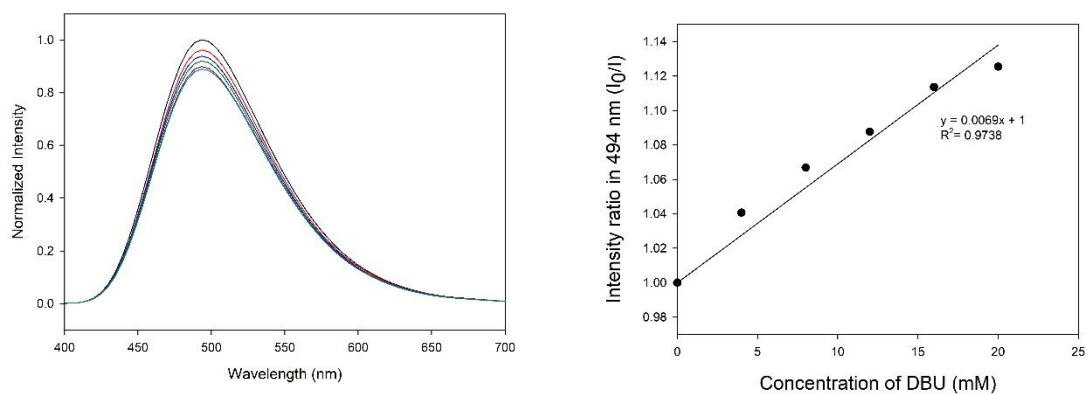 1.0
0.8
0.6
0.4
0.2
0.0
Normalized Intensity
400 450 500 550 600 650 700
Wavelength (nm)
1.14
1.12
1.10
1.08
1.06
1.04
1.02
1.00
0.98
Intensity ratio in 494 nm (I0/I)
y = 0.0069x + 1
R²= 0.9738
0 5 10 15 20 25
Concentration of DBU (mM)